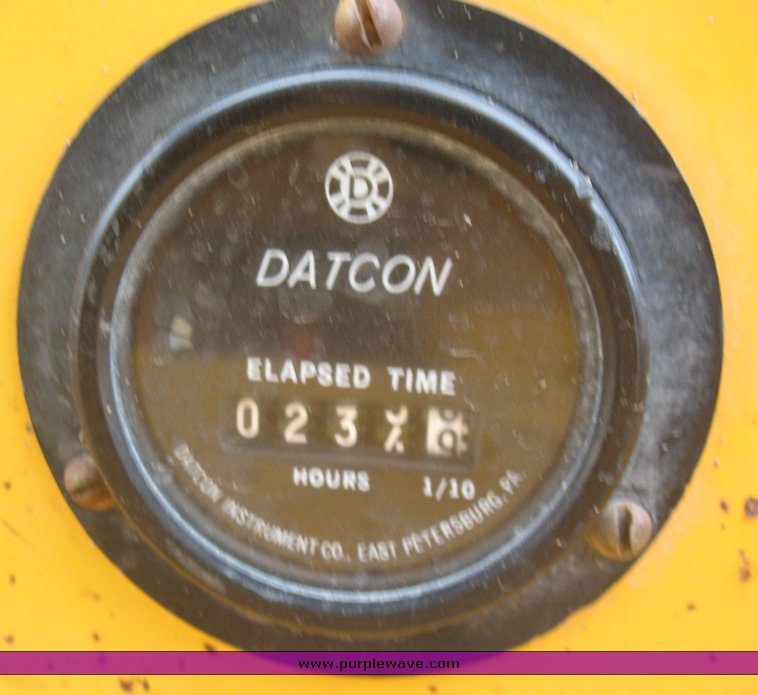 D
DATCON
ELAPSED TIME
023
HOURS 1/10
DATCON INSTRUMENT CO., EAST PETERSBURG, PA.
www.purplewave.com